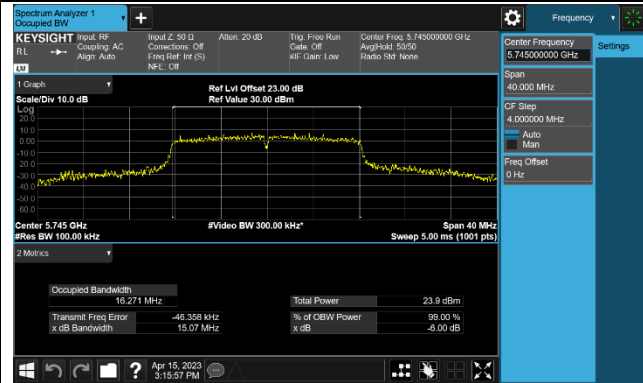 Spectrum Analyzer 1
Occupied BW
+
Frequency
KEYSIGHT Input: RF
RL
Coupling: AC
Align: Auto
LXI
Input Z: 50 Ω
Corrections: Off
Freq Ref: Int (S)
NFE: Off
Atten: 20 dB
Trig: Free Run
Gate: Off
#IF Gain: Low
Center Freq: 5.745000000 GHz
Avg|Hold: 50/50
Radio Std: None
Center Frequency
5.745000000 GHz
Settings
Span
40.000 MHz
CF Step
4.000000 MHz
Auto
Man
Freq Offset
0 Hz
1 Graph
Scale/Div 10.0 dB
Ref Lvl Offset 23.00 dB
Ref Value 30.00 dBm
Log
20.0
10.0
0.00
-10.0
-20.0
-30.0
-40.0
-50.0
-60.0
Center 5.745 GHz
#Res BW 100.00 kHz
#Video BW 300.00 kHz*
Span 40 MHz
Sweep 5.00 ms (1001 pts)
2 Metrics
Occupied Bandwidth
16.271 MHz
Total Power 23.9 dBm
Transmit Freq Error -46.358 kHz
% of OBW Power 99.00 %
x dB Bandwidth 15.07 MHz
x dB -6.00 dB
?
Apr 15, 2023
3:15:57 PM